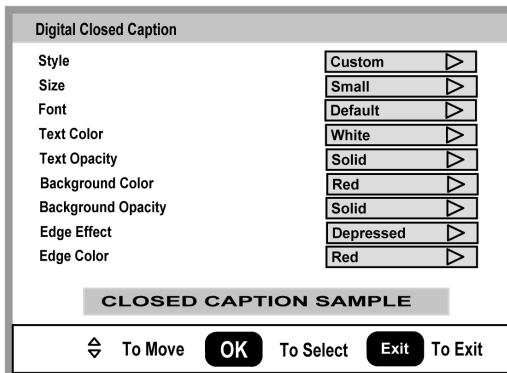 Digital Closed Caption
Style Custom
Size Small
Font Default
Text Color White
Text Opacity Solid
Background Color Red
Background Opacity Solid
Edge Effect Depressed
Edge Color Red
CLOSED CAPTION SAMPLE
To Move OK To Select Exit To Exit